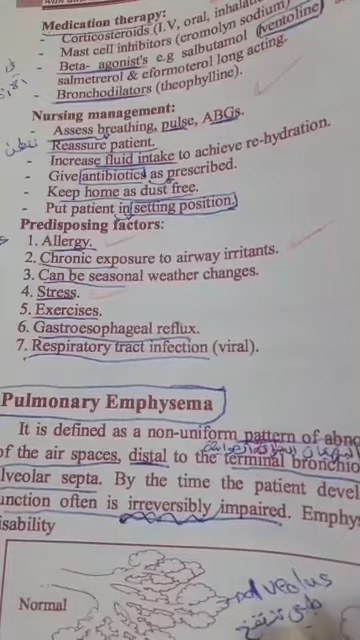 Medication therapy:
- Corticosteroids (I.V, oral, inhalati
- Mast cell inhibitors (cromolyn sodium)
- Beta- agonist's e.g salbutamol (ventoline)
salmetrerol & eformoterol long acting.
- Bronchodilators (theophylline).
Nursing management:
- Assess breathing, pulse, ABGs.
- Reassure patient.
- Increase fluid intake to achieve re-hydration.
- Give antibiotics as prescribed.
- Keep home as dust free.
- Put patient in setting position.
Predisposing factors:
1. Allergy.
2. Chronic exposure to airway irritants.
3. Can be seasonal weather changes.
4. Stress.
5. Exercises.
6. Gastroesophageal reflux.
7. Respiratory tract infection (viral).
Pulmonary Emphysema
It is defined as a non-uniform pattern of abno
of the air spaces, distal to the terminal bronchio
lveolar septa. By the time the patient devel
unction often is irreversibly impaired. Emphy
isability
Normal
alveolus